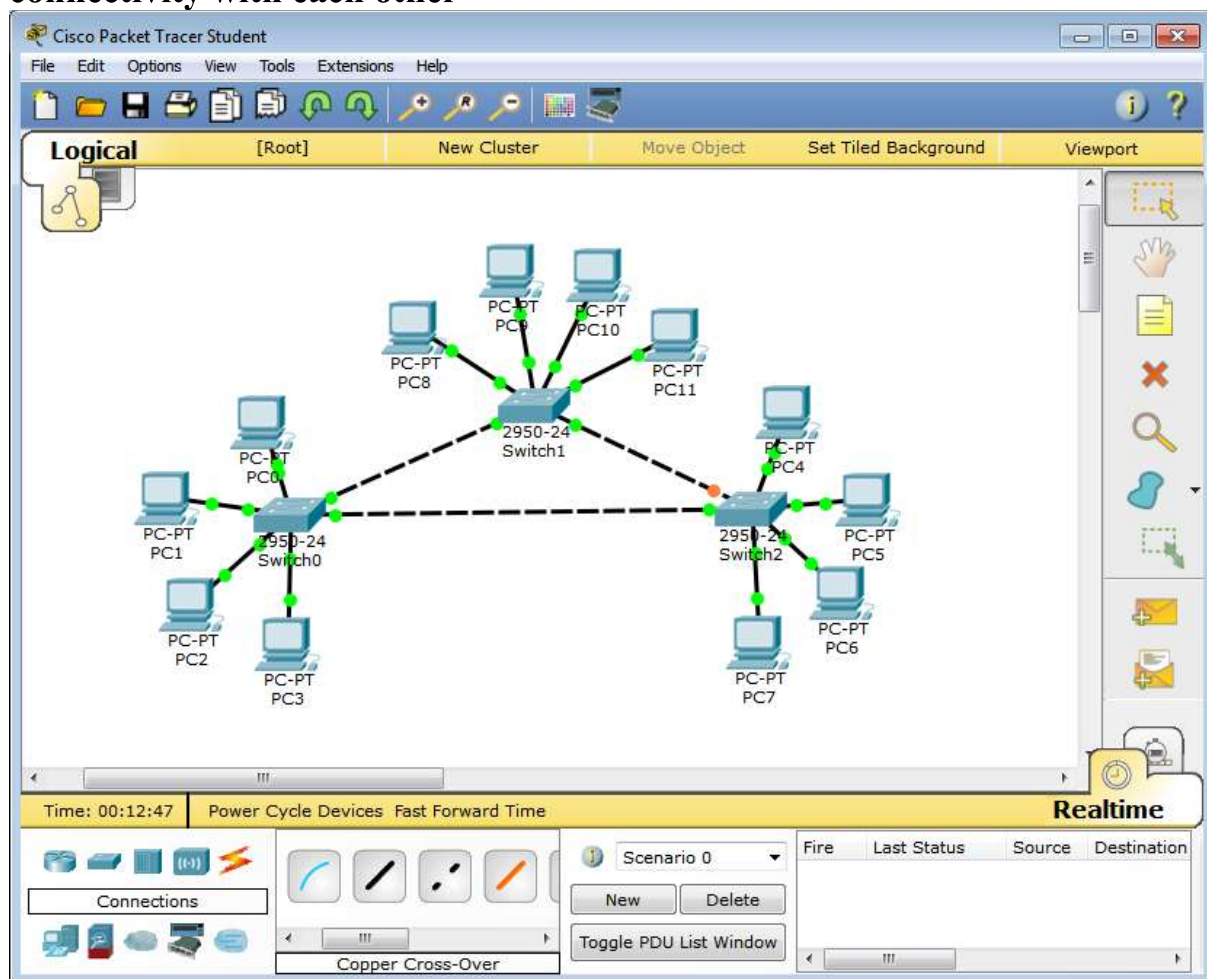 connectivity with each other
Cisco Packet Tracer Student
File Edit Options View Tools Extensions Help
Logical [Root] New Cluster Move Object Set Tiled Background Viewport
PC-PT
PC9
PC-PT
PC10
PC-PT
PC8
PC-PT
PC11
2950-24
Switch1
PC-PT
PC0
PC-PT
PC4
PC-PT
PC1
2950-24
Switch0
2950-24
Switch2
PC-PT
PC5
PC-PT
PC2
PC-PT
PC6
PC-PT
PC3
PC-PT
PC7
Time: 00:12:47 Power Cycle Devices Fast Forward Time Realtime
Scenario 0
Fire Last Status Source Destination
Connections
New Delete
Toggle PDU List Window
Copper Cross-Over